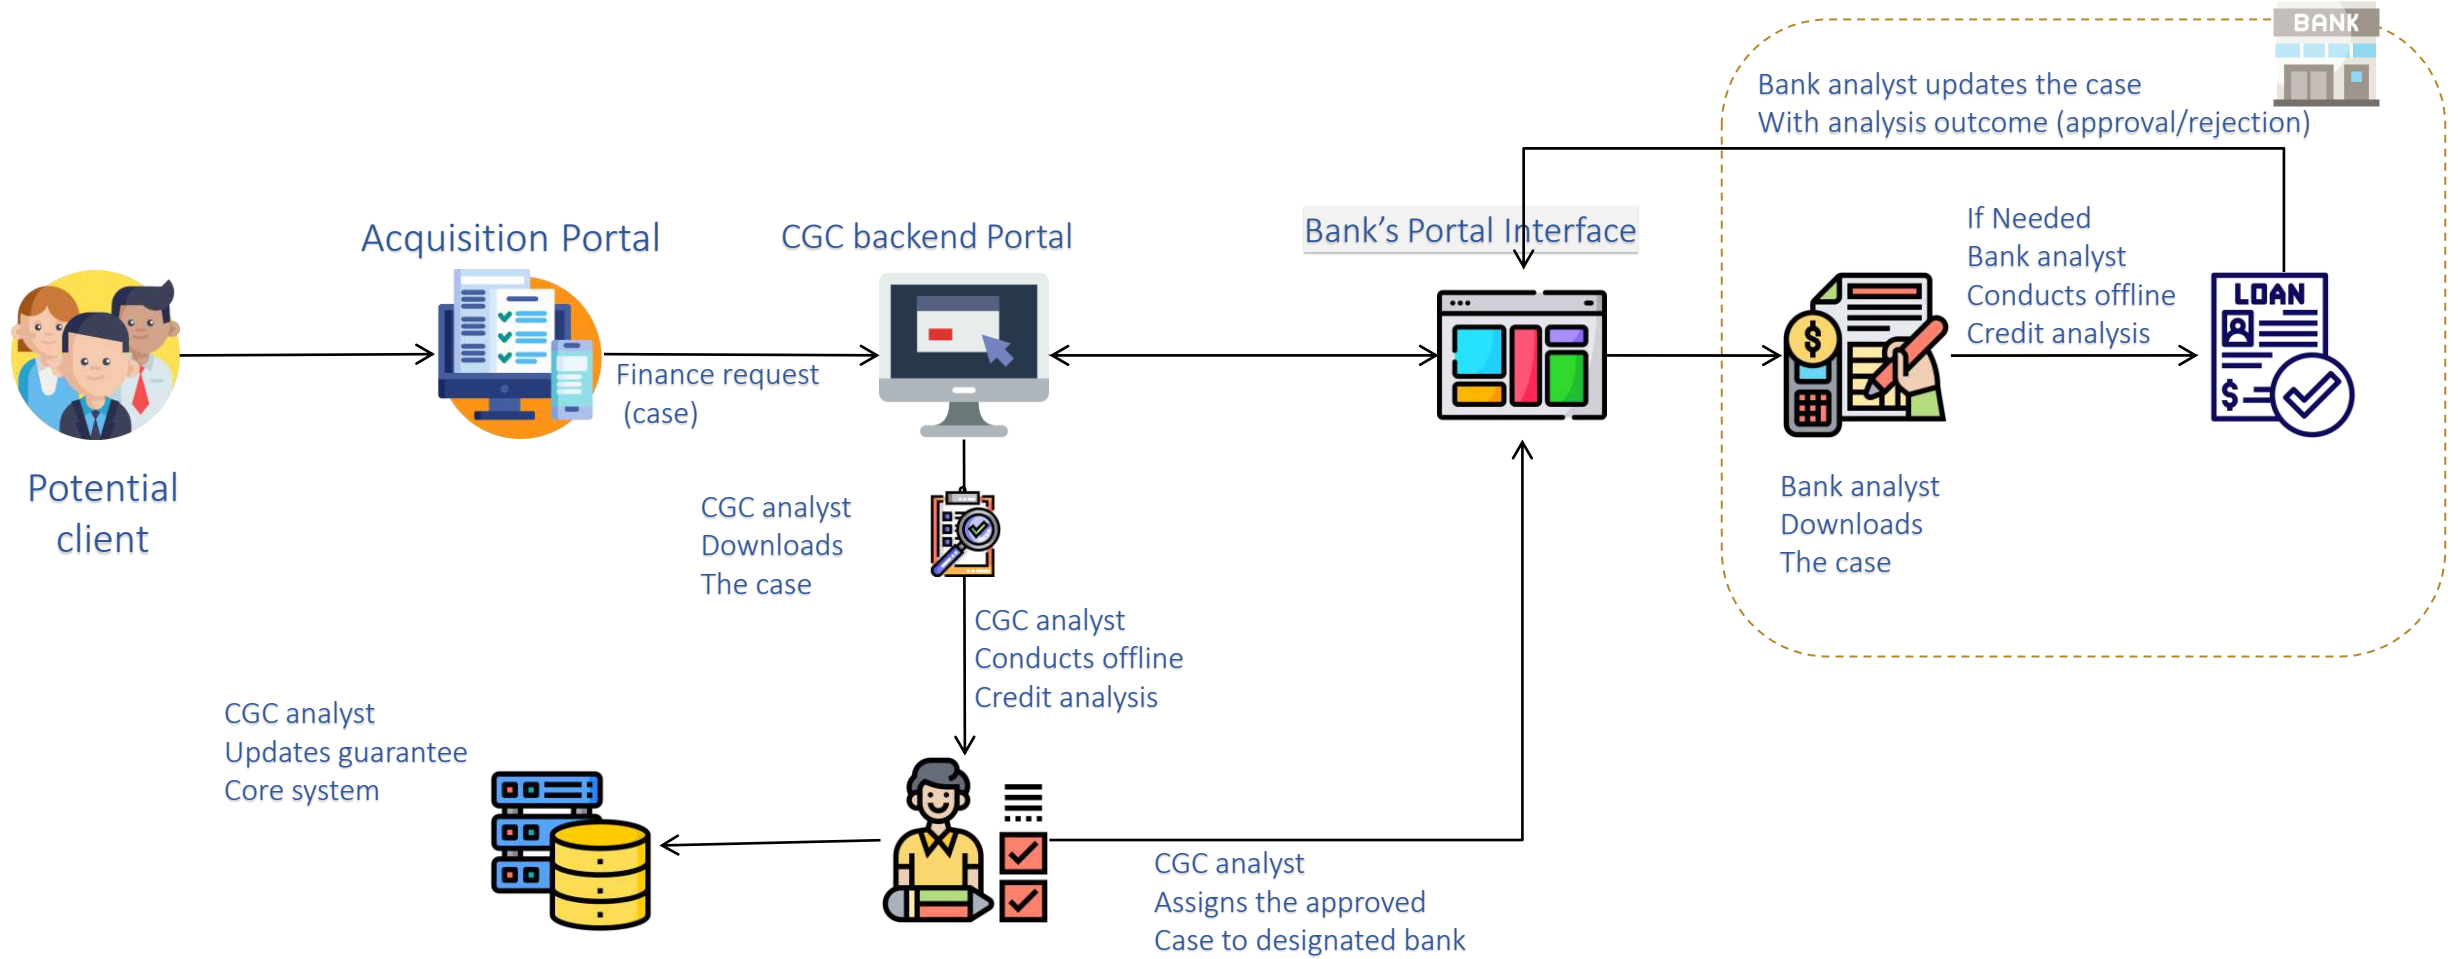 BANK
Bank analyst updates the case
With analysis outcome (approval/rejection)
Acquisition Portal
CGC backend Portal
Bank's Portal Interface
If Needed
Bank analyst
Conducts offline
Credit analysis
LOAN
$
$
Finance request
(case)
Potential
client
CGC analyst
Downloads
The case
Bank analyst
Downloads
The case
CGC analyst
Conducts offline
Credit analysis
CGC analyst
Updates guarantee
Core system
CGC analyst
Assigns the approved
Case to designated bank